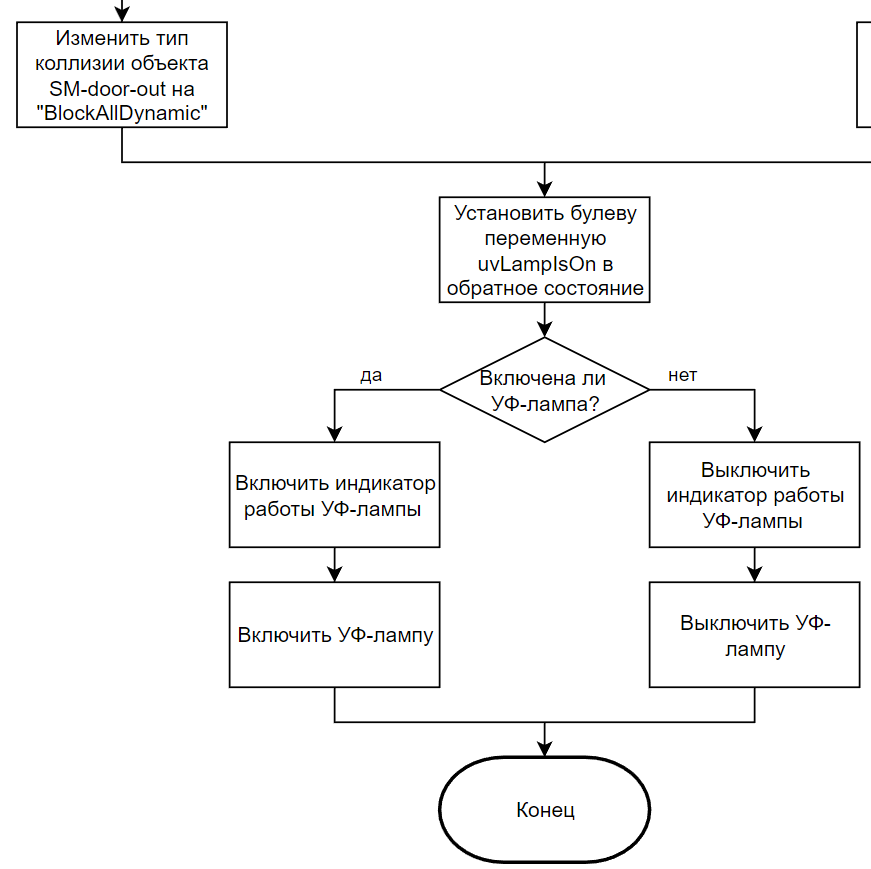 Изменить тип
коллизии объекта
SM-door-out на
"BlockAllDynamic"
Установить булеву
переменную
uvLampIsOn в
обратное состояние
Включена ли
УФ-лампа?
да
нет
Включить индикатор
работы УФ-лампы
Выключить
индикатор работы
УФ-лампы
Включить УФ-лампу
Выключить УФ-
лампу
Конец